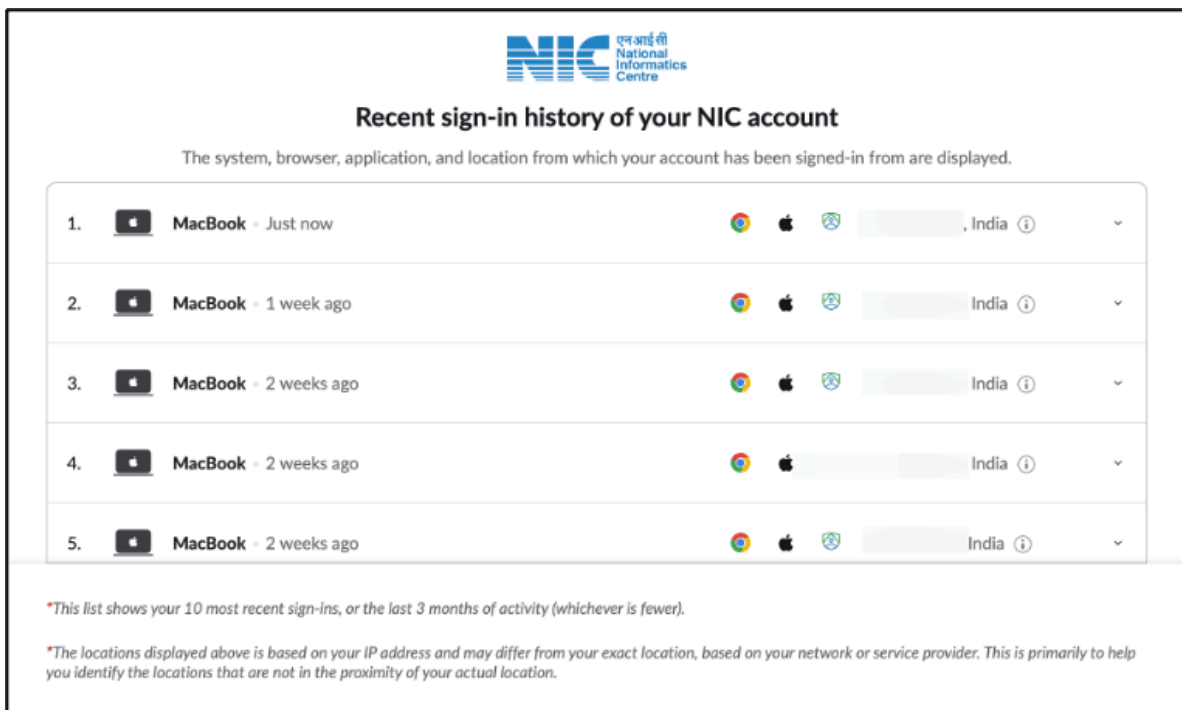 NIC
एनआईसी
National
Informatics
Centre
Recent sign-in history of your NIC account
The system, browser, application, and location from which your account has been signed-in from are displayed.
1. MacBook Just now , India
2. MacBook 1 week ago India
3. MacBook 2 weeks ago India
4. MacBook 2 weeks ago India
5. MacBook 2 weeks ago India
*This list shows your 10 most recent sign-ins, or the last 3 months of activity (whichever is fewer).
*The locations displayed above is based on your IP address and may differ from your exact location, based on your network or service provider. This is primarily to help
you identify the locations that are not in the proximity of your actual location.